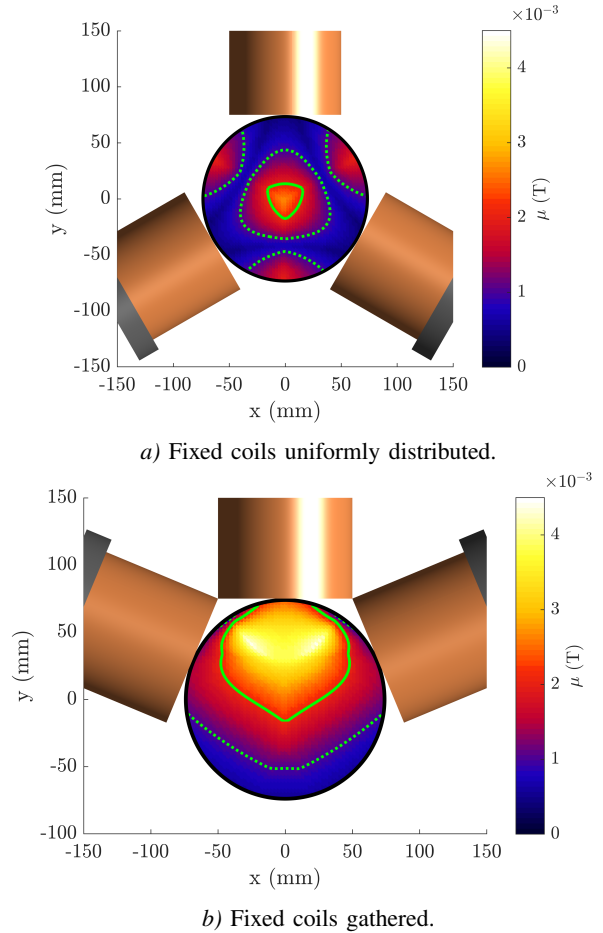 ×10⁻³
150
100
50
0
-50
-100
-150
y (mm)
-150 -100 -50 0 50 100 150
x (mm)
4
3
2
1
0
μ (T)
a) Fixed coils uniformly distributed.
×10⁻³
150
100
50
0
-50
-100
y (mm)
-150 -100 -50 0 50 100 150
x (mm)
4
3
2
1
0
μ (T)
b) Fixed coils gathered.